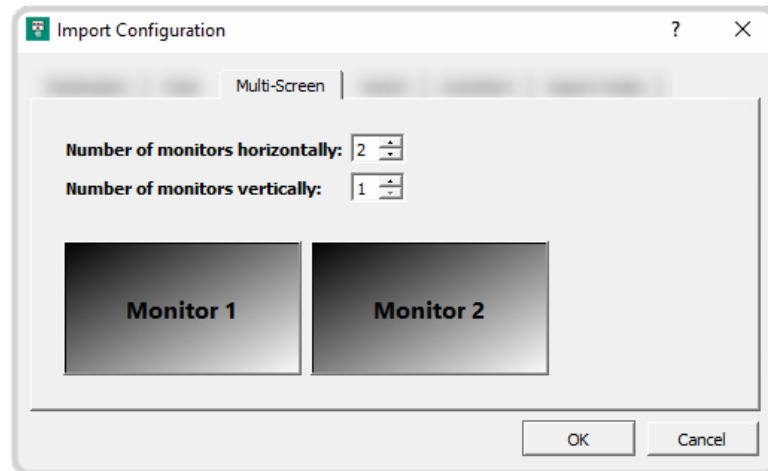 Import Configuration
?
Multi-Screen
Number of monitors horizontally: 2
Number of monitors vertically: 1
Monitor 1 Monitor 2
OK Cancel